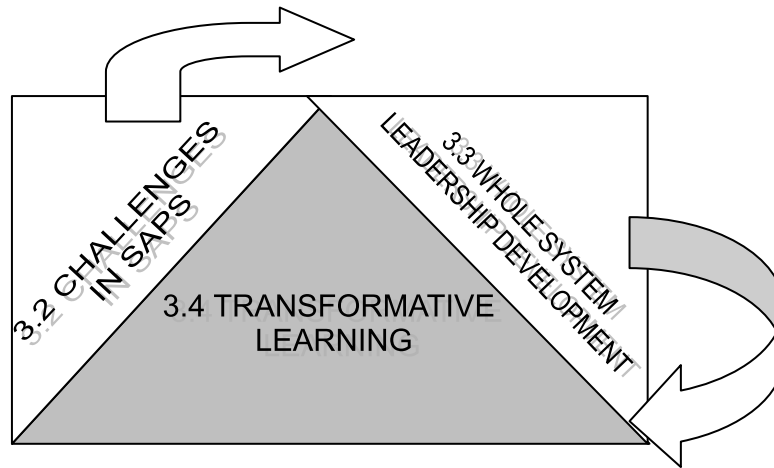 3.2 CHALLENGES
IN SAPS
3.3 WHOLE SYSTEM
LEADERSHIP DEVELOPMENT
3.4 TRANSFORMATIVE
LEARNING